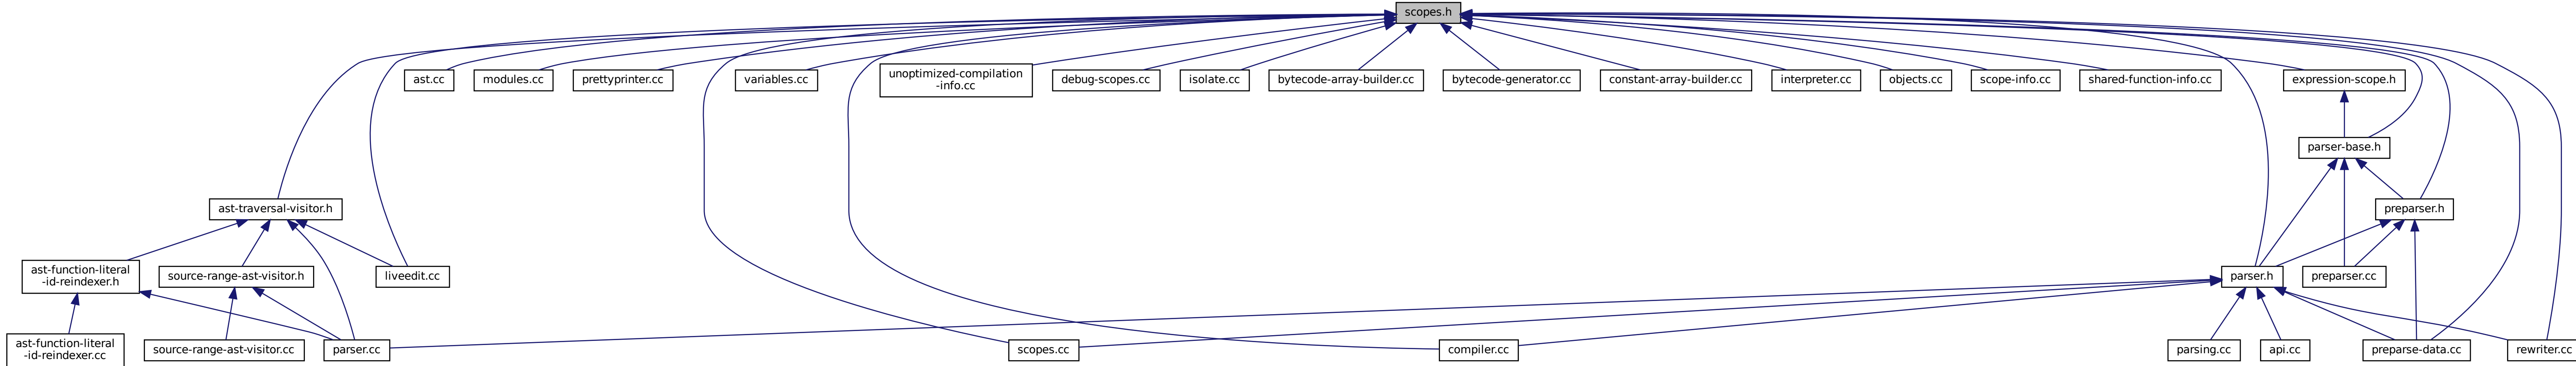 scopes.h
ast.cc
modules.cc
prettyprinter.cc
variables.cc
unoptimized-compilation
-info.cc
debug-scopes.cc
isolate.cc
bytecode-array-builder.cc
bytecode-generator.cc
constant-array-builder.cc
interpreter.cc
objects.cc
scope-info.cc
shared-function-info.cc
expression-scope.h
parser-base.h
ast-traversal-visitor.h
preparser.h
ast-function-literal
-id-reindexer.h
source-range-ast-visitor.h
liveedit.cc
parser.h
preparser.cc
ast-function-literal
-id-reindexer.cc
source-range-ast-visitor.cc
parser.cc
scopes.cc
compiler.cc
parsing.cc
api.cc
preparse-data.cc
rewriter.cc